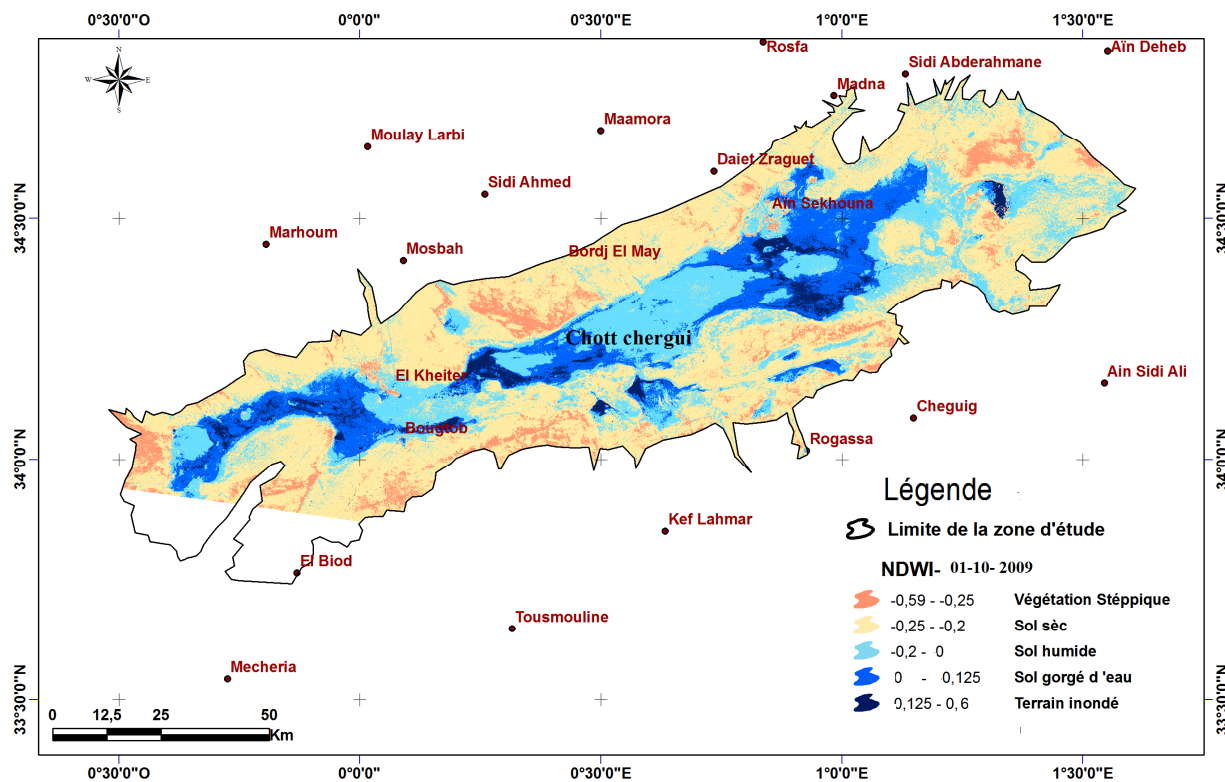 0°30'0"O 0°0'0" 0°30'0"E 1°0'0"E 1°30'0"E
N
W E
S
Rosfa
Aïn Deheb
Sidi Abderahmane
Madna
Maamora
Moulay Larbi
Daiet Zraguet
Sidi Ahmed
Aïn Sekhouna
34°30'0"N 34°30'0"N
Marhoum
Mosbah
Bordj El May
Chott chergui
El Kheiter
Ain Sidi Ali
Cheguig
Bougtob
Rogassa
34°0'0"N 34°0'0"N
Légende
Kef Lahmar
Limite de la zone d'étude
El Biod
NDWI- 01-10- 2009
-0,59 - -0,25 Végétation Stéppique
Tousmouline
-0,25 - -0,2 Sol sèc
-0,2 - 0 Sol humide
Mecheria
0 - 0,125 Sol gorgé d 'eau
0,125 - 0,6 Terrain inondé
33°30'0"N 33°30'0"N
0 12,5 25 50
Km
0°30'0"O 0°0'0" 0°30'0"E 1°0'0"E 1°30'0"E